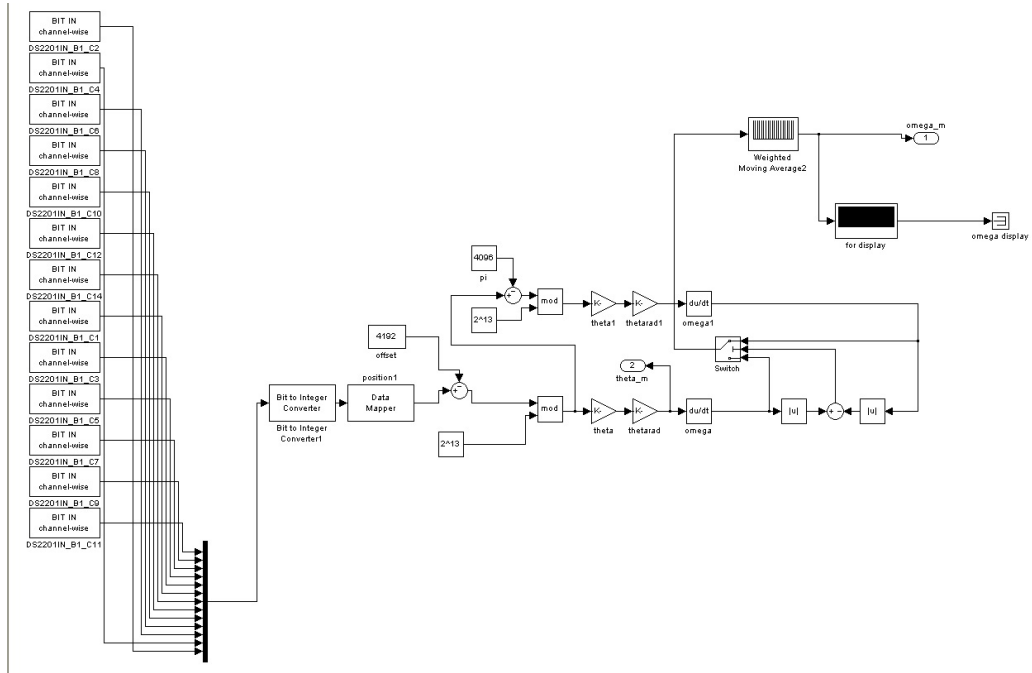 BIT IN
channel-wise
DS2201IN_B1_C2
BIT IN
channel-wise
DS2201IN_B1_C4
BIT IN
channel-wise
DS2201IN_B1_C6
BIT IN
channel-wise
DS2201IN_B1_C8
BIT IN
channel-wise
DS2201IN_B1_C10
BIT IN
channel-wise
DS2201IN_B1_C12
BIT IN
channel-wise
DS2201IN_B1_C14
BIT IN
channel-wise
DS2201IN_B1_C1
BIT IN
channel-wise
DS2201IN_B1_C3
BIT IN
channel-wise
DS2201IN_B1_C5
BIT IN
channel-wise
DS2201IN_B1_C7
BIT IN
channel-wise
DS2201IN_B1_C9
BIT IN
channel-wise
DS2201IN_B1_C11
Bit to Integer
Converter
Bit to Integer
Converter1
position1
Data
Mapper
4192
offset
2^13
mod
4096
pi
2^13
mod
K-
theta1
K-
thetarad1
du/dt
omega1
K-
theta
K-
thetarad
du/dt
omega
2
theta_m
Switch
|u|
|u|
Weighted
Moving Average2
omega_m
1
for display
omega display